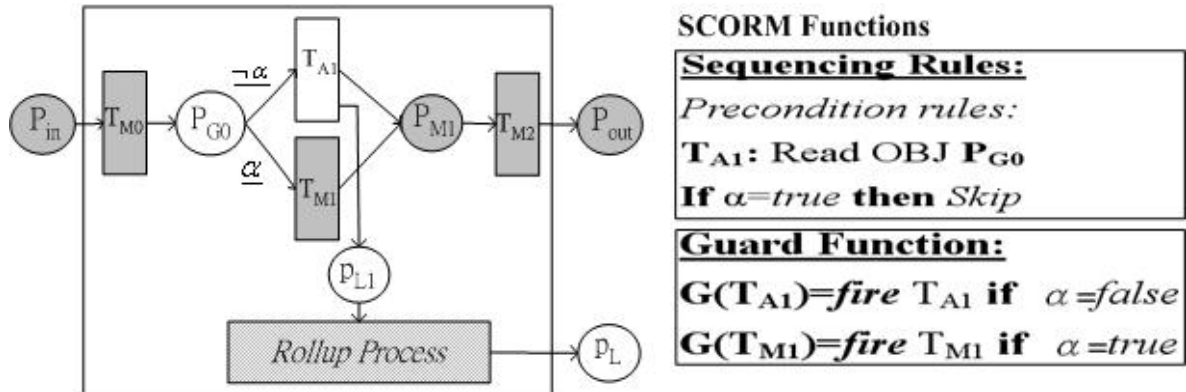 P_in
T_M0
P_G0
¬α
α
T_A1
T_M1
P_M1
T_M2
P_out
p_L1
Rollup Process
p_L
SCORM Functions
Sequencing Rules:
Precondition rules:
T_A1: Read OBJ P_G0
If α=true then Skip
Guard Function:
G(T_A1)=fire T_A1 if α=false
G(T_M1)=fire T_M1 if α=true